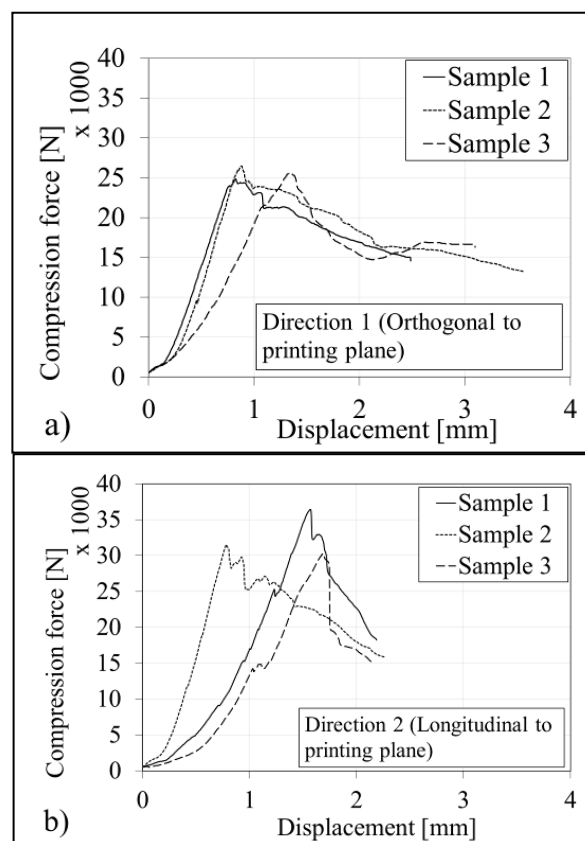 40
35
30
25
20
15
10
5
0
Compression force [N]
x 1000
Sample 1
Sample 2
Sample 3
Direction 1 (Orthogonal to
printing plane)
0 1 2 3 4
a)
Displacement [mm]
40
35
30
25
20
15
10
5
0
Compression force [N]
x 1000
Sample 1
Sample 2
Sample 3
Direction 2 (Longitudinal to
printing plane)
0 1 2 3 4
b)
Displacement [mm]